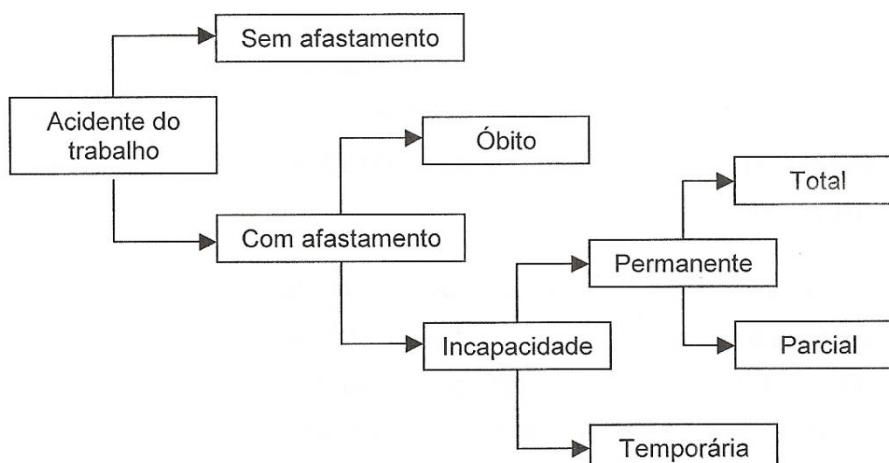 Sem afastamento
Acidente do
trabalho
Óbito
Total
Com afastamento
Permanente
Incapacidade
Parcial
Temporária